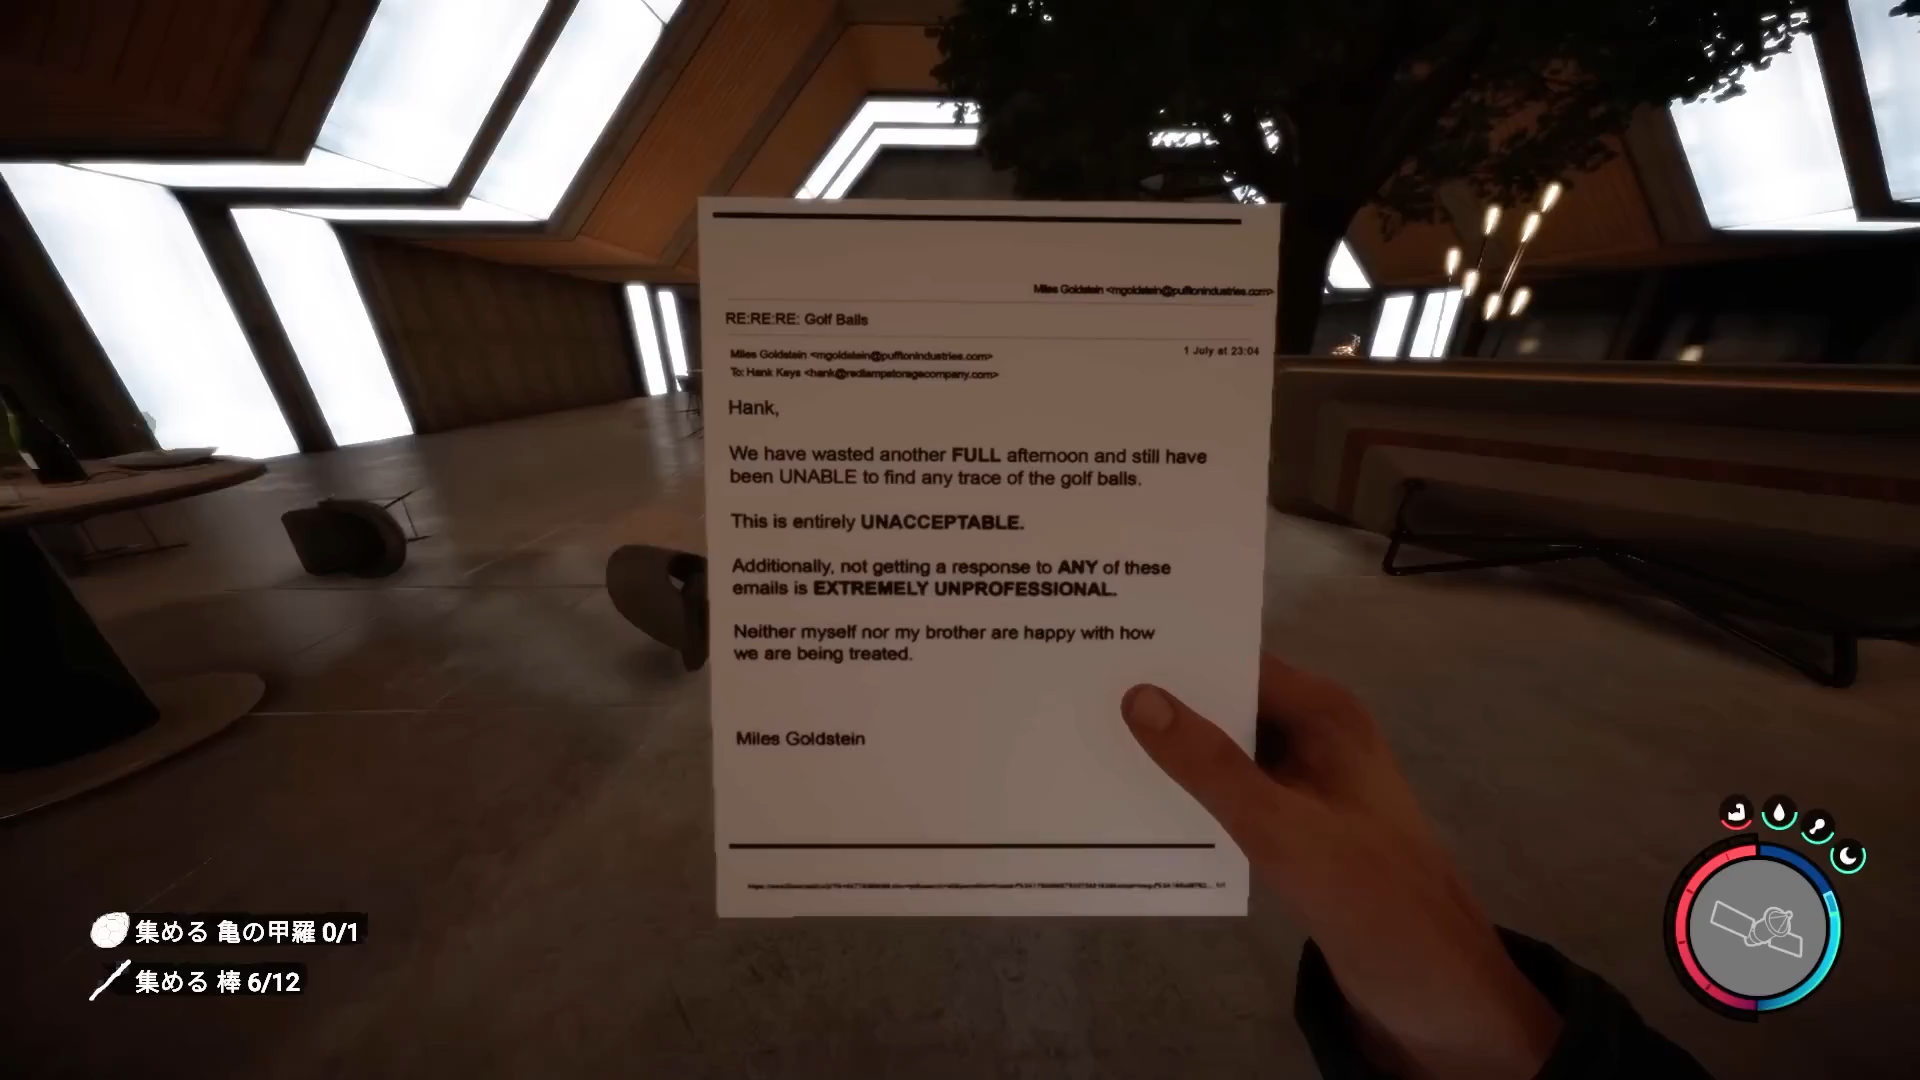 Miles Goldstein <mgoldstein@puffionindustries.com>
RE:RE:RE: Golf Balls
Miles Goldstein <mgoldstein@puffionindustries.com>
1 July at 23:04
To: Hank Keys <hank@redlampstoragecompany.com>
Hank,
We have wasted another FULL afternoon and still have
been UNABLE to find any trace of the golf balls.
This is entirely UNACCEPTABLE.
Additionally, not getting a response to ANY of these
emails is EXTREMELY UNPROFESSIONAL.
Neither myself nor my brother are happy with how
we are being treated.
Miles Goldstein
集める 亀の甲羅 0/1
集める 棒 6/12